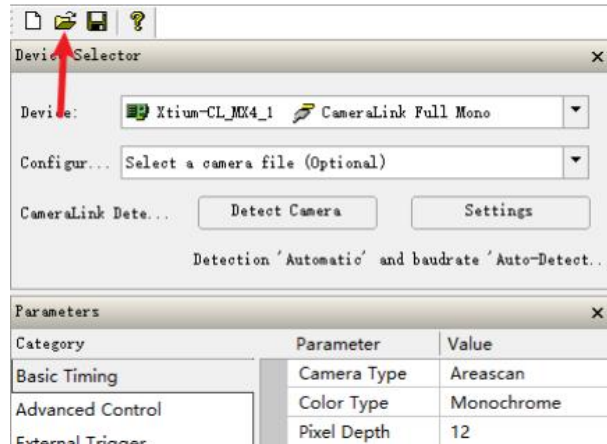 Device Selector
Device: Xtium-CL_MX4_1 CameraLink Full Mono
Configur... Select a camera file (Optional)
CameraLink Dete... Detect Camera Settings
Detection 'Automatic' and baudrate 'Auto-Detect..
Parameters
Category Parameter Value
Basic Timing Camera Type Areascan
Advanced Control Color Type Monochrome
External Trigger Pixel Depth 12